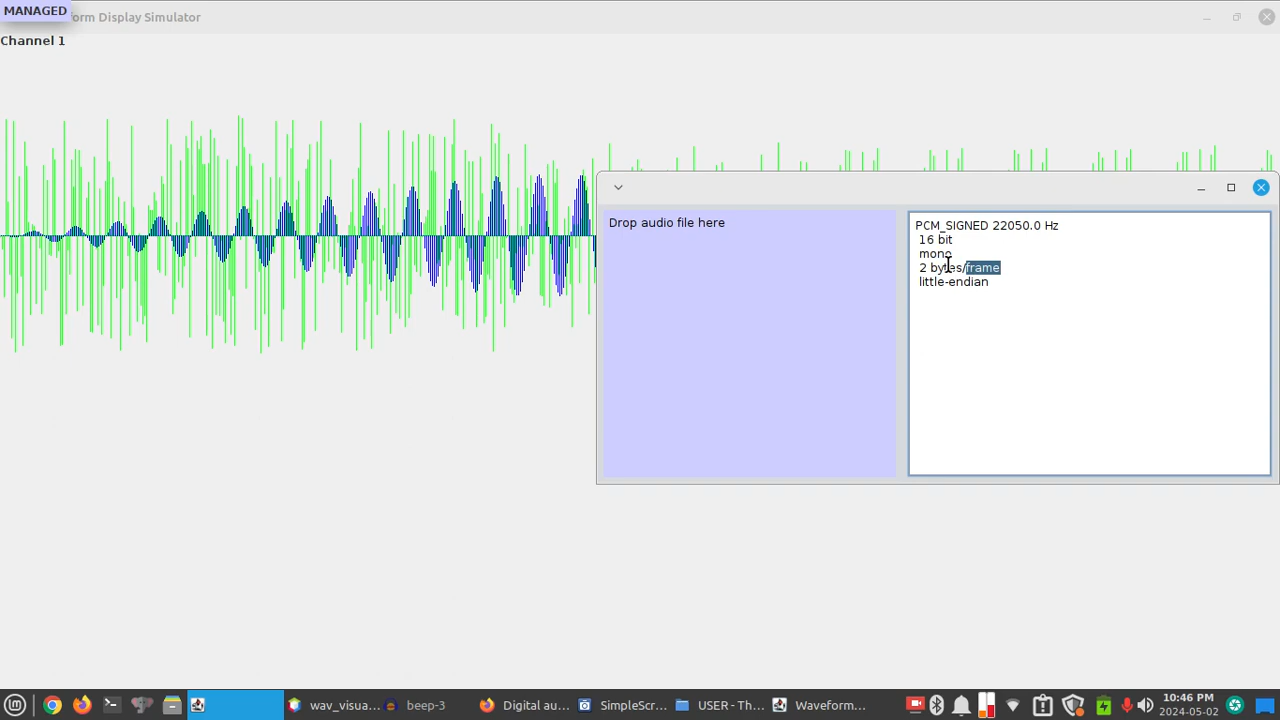 MANAGED
form Display Simulator
Channel 1
Drop audio file here
PCM_SIGNED 22050.0 Hz
16 bit
mono
2 bytes/frame
little-endian
wav_visua...
beep-3
Digital au...
SimpleScr...
USER - Th...
Waveform...
10:46 PM
2024-05-02